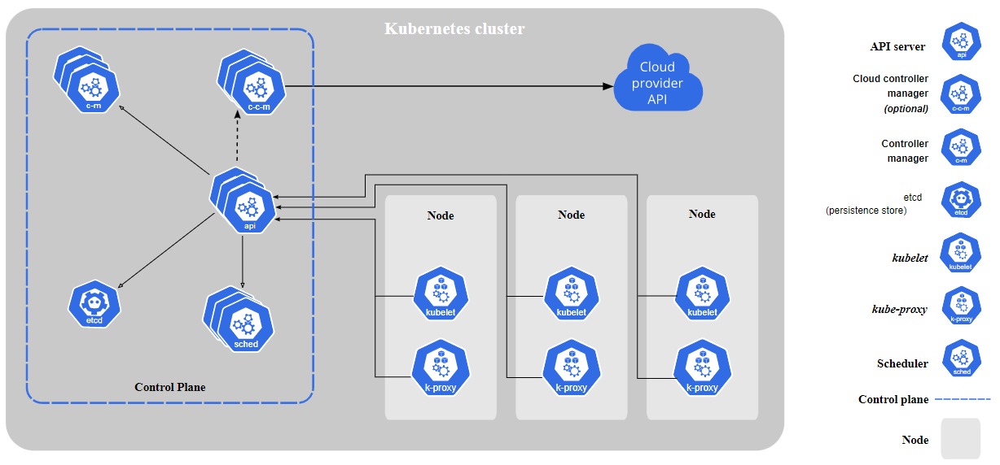 Kubernetes cluster
c-m
c-c-m
Cloud
provider
API
api
etcd
sched
Control Plane
Node
kubelet
k-proxy
Node
kubelet
k-proxy
Node
kubelet
k-proxy
API server
api
Cloud controller
manager
(optional)
c-c-m
Controller
manager
c-m
etcd
(persistence store)
etcd
kubelet
kubelet
kube-proxy
k-proxy
Scheduler
sched
Control plane
Node